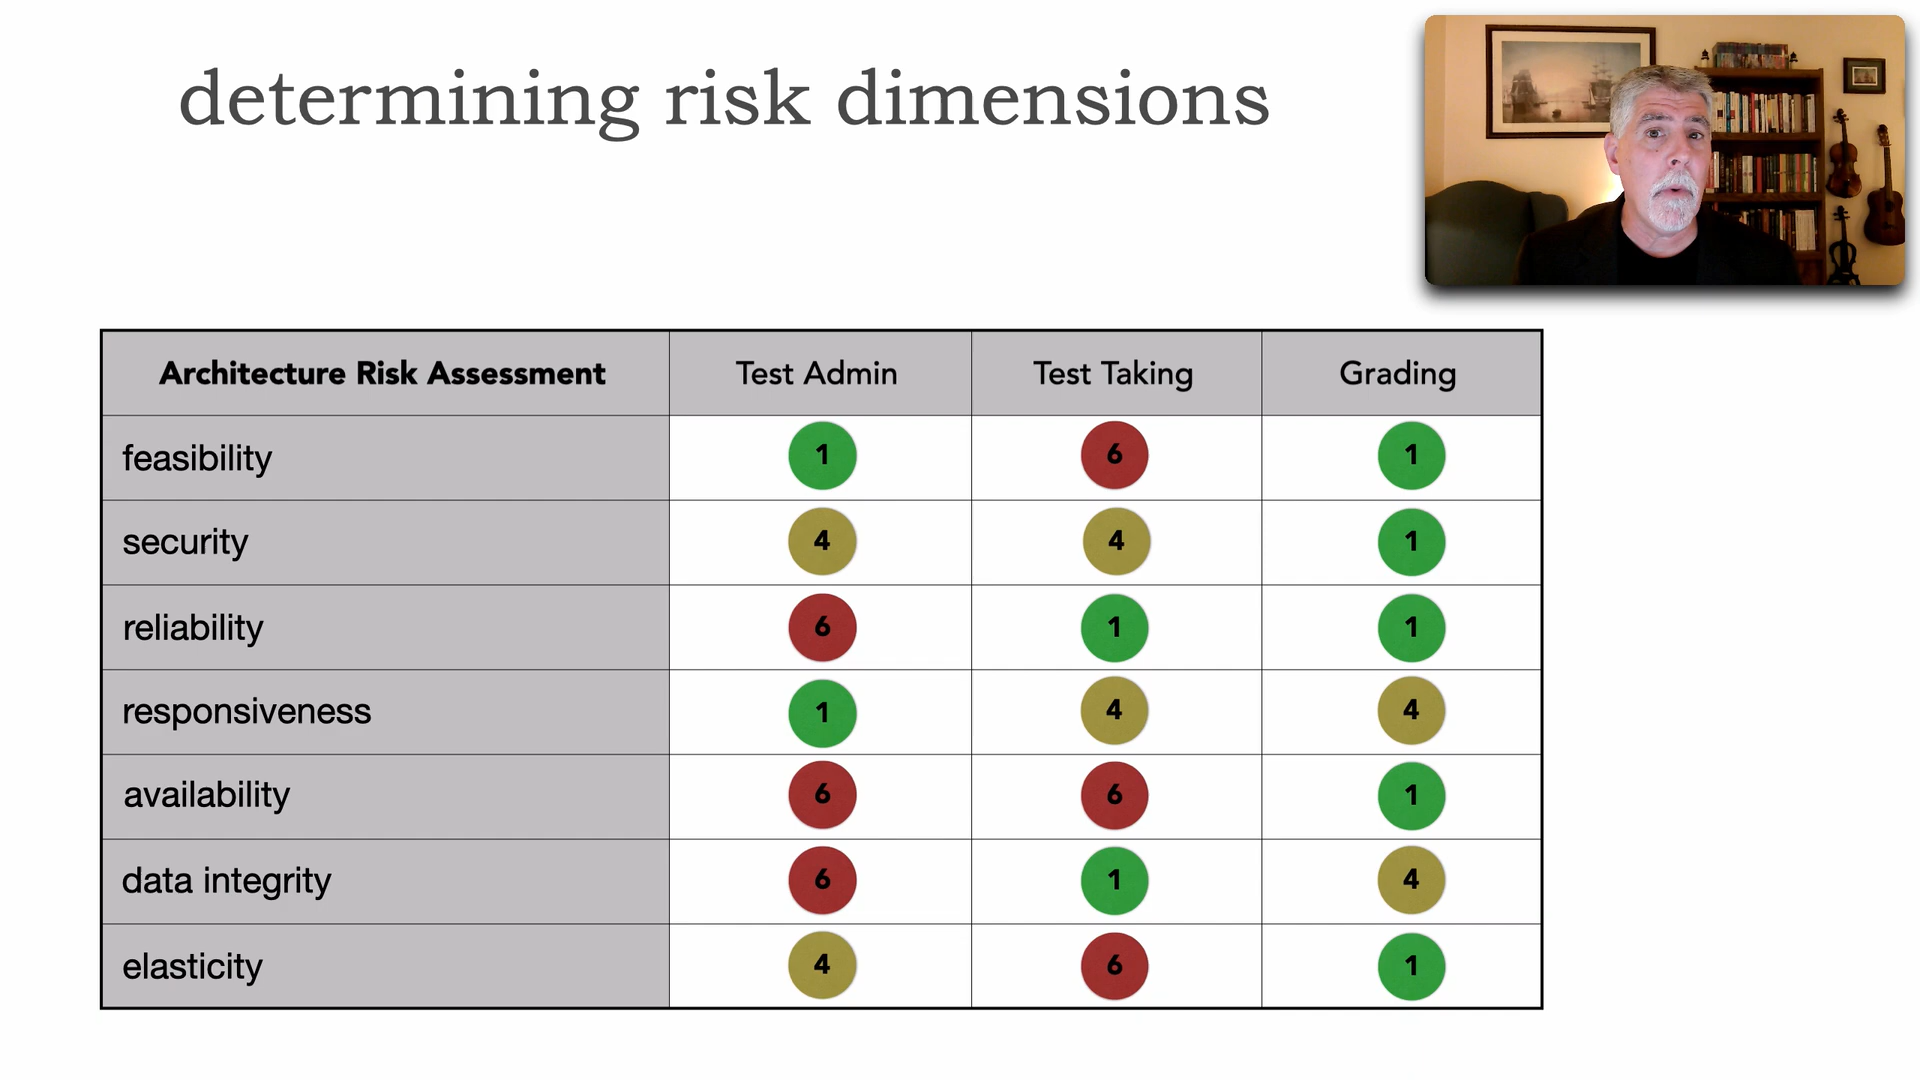 determining risk dimensions
Architecture Risk Assessment Test Admin Test Taking Grading
feasibility 1 6 1
security 4 4 1
reliability 6 1 1
responsiveness 1 4 4
availability 6 6 1
data integrity 6 1 4
elasticity 4 6 1